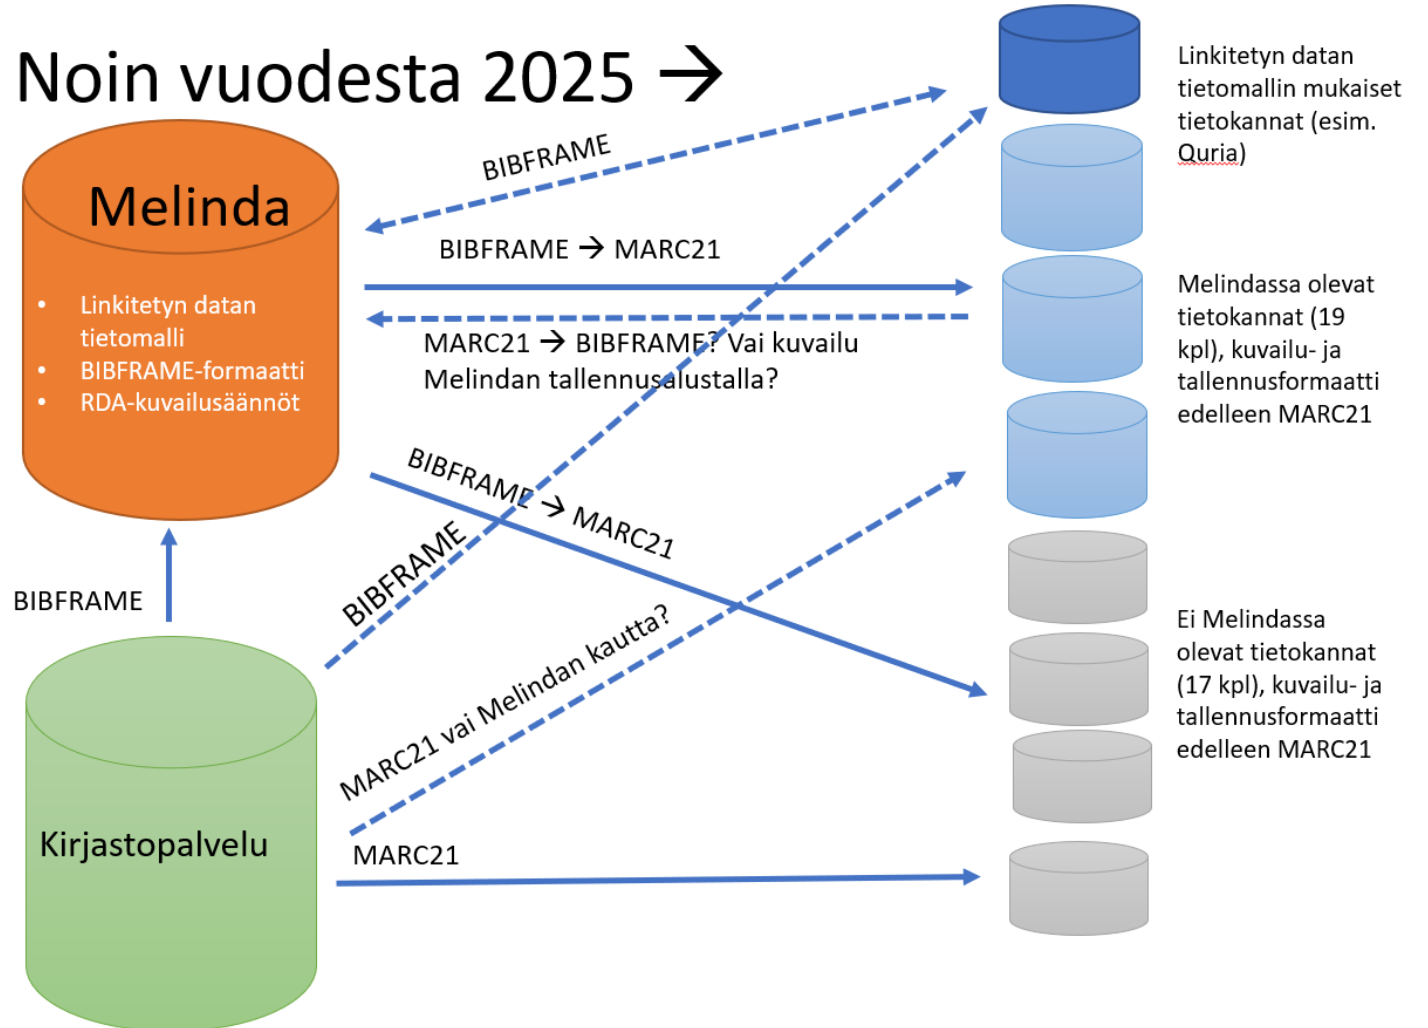 Noin vuodesta 2025 →
Melinda
• Linkitetyn datan
tietomalli
• BIBFRAME-formaatti
• RDA-kuvailusäännöt
BIBFRAME
BIBFRAME → MARC21
MARC21 → BIBFRAME? Vai kuvailu
Melindan tallennusalustalla?
BIBFRAME → MARC21
BIBFRAME
BIBFRAME
MARC21 vai Melindan kautta?
MARC21
Kirjastopalvelu
Linkitetyn datan
tietomallin mukaiset
tietokannat (esim.
Quria)
Melindassa olevat
tietokannat (19
kpl), kuvailu- ja
tallennusformaatti
edelleen MARC21
Ei Melindassa
olevat tietokannat
(17 kpl), kuvailu- ja
tallennusformaatti
edelleen MARC21